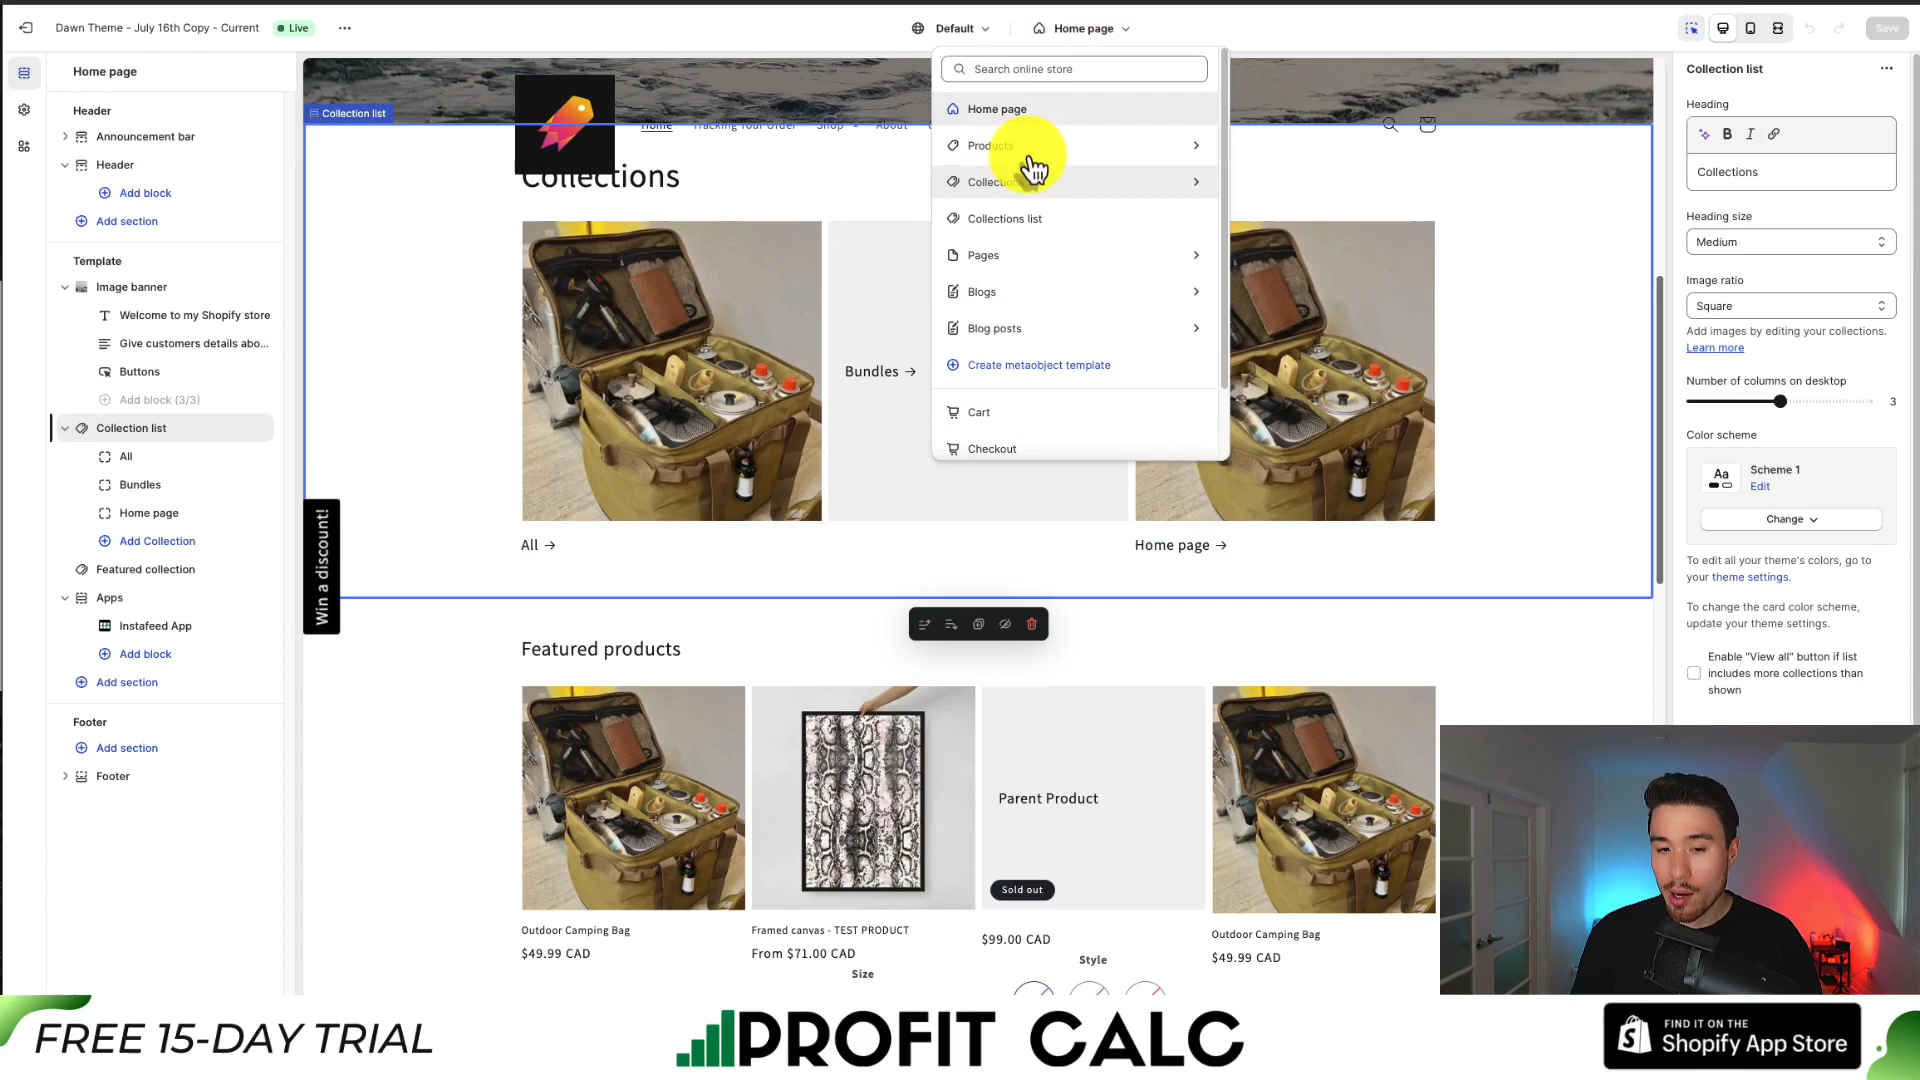 Dawn Theme - July 16th Copy - Current
Live
Default
Home page
Save
Home page
Header
Announcement bar
Header
Add block
Add section
Template
Image banner
Welcome to my Shopify store
Give customers details abo...
Buttons
Add block (3/3)
Collection list
All
Bundles
Home page
Add Collection
Featured collection
Apps
Instafeed App
Add block
Add section
Footer
Add section
Footer
Collection list
Home
Tracking Your Order
Shop
About
Collections
Bundles →
All →
Home page →
Win a discount!
Search online store
Home page
Products
Collections
Collections list
Pages
Blogs
Blog posts
Create metaobject template
Cart
Checkout
Featured products
Outdoor Camping Bag
$49.99 CAD
Framed canvas - TEST PRODUCT
From $71.00 CAD
Size
Parent Product
Sold out
$99.00 CAD
Style
Outdoor Camping Bag
$49.99 CAD
Collection list
Heading
B I
Collections
Heading size
Medium
Image ratio
Square
Add images by editing your collections.
Learn more
Number of columns on desktop
3
Color scheme
Aa
Scheme 1
Edit
Change
To edit all your theme's colors, go to
your theme settings.
To change the card color scheme,
update your theme settings.
Enable "View all" button if list
includes more collections than
shown
FREE 15-DAY TRIAL
PROFIT CALC
FIND IT ON THE
Shopify App Store